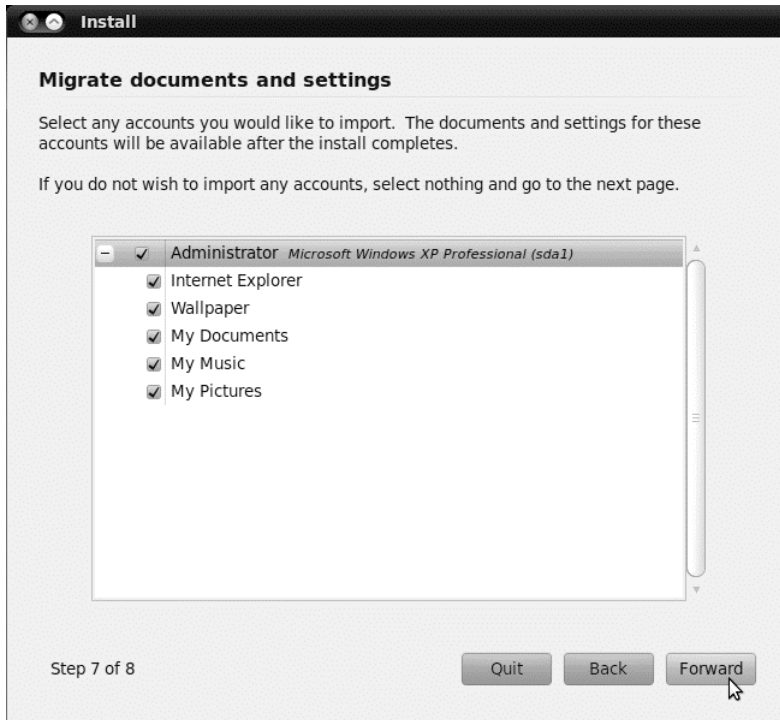 Install
Migrate documents and settings
Select any accounts you would like to import. The documents and settings for these
accounts will be available after the install completes.
If you do not wish to import any accounts, select nothing and go to the next page.
Administrator Microsoft Windows XP Professional (sda1)
Internet Explorer
Wallpaper
My Documents
My Music
My Pictures
Step 7 of 8 Quit Back Forward